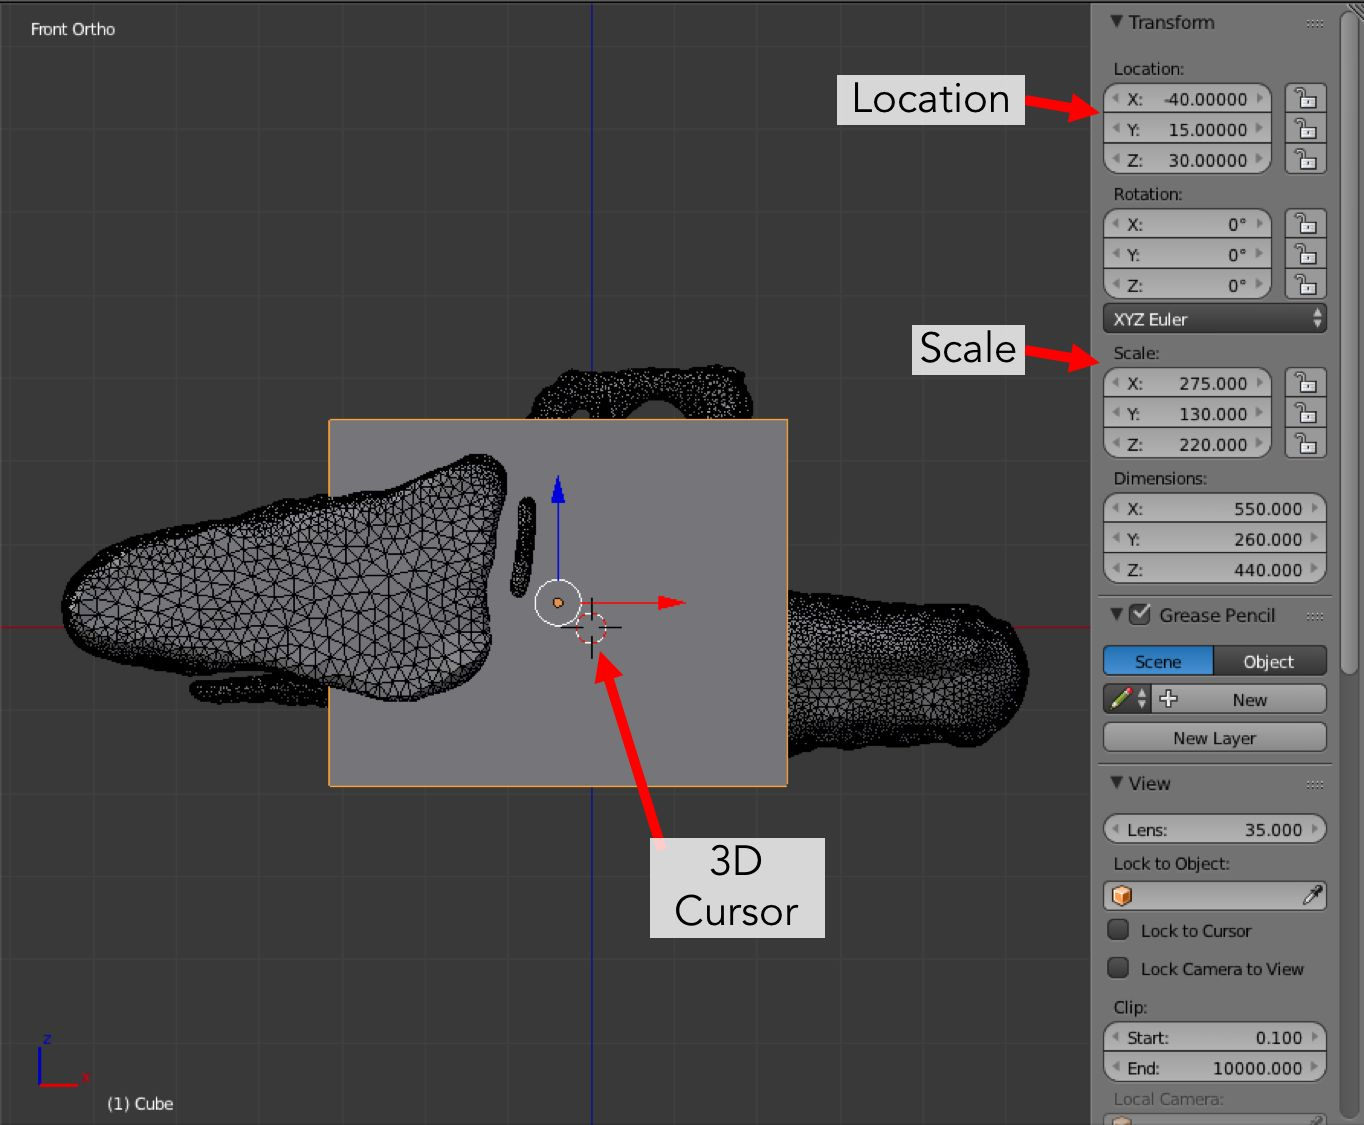 Front Ortho
Location
Scale
3D
Cursor
z
x
(1) Cube
Transform
Location:
X: -40.00000
Y: 15.00000
Z: 30.00000
Rotation:
X: 0°
Y: 0°
Z: 0°
XYZ Euler
Scale:
X: 275.000
Y: 130.000
Z: 220.000
Dimensions:
X: 550.000
Y: 260.000
Z: 440.000
Grease Pencil
Scene Object
New
New Layer
View
Lens: 35.000
Lock to Object:
Lock to Cursor
Lock Camera to View
Clip:
Start: 0.100
End: 10000.000
Local Camera: